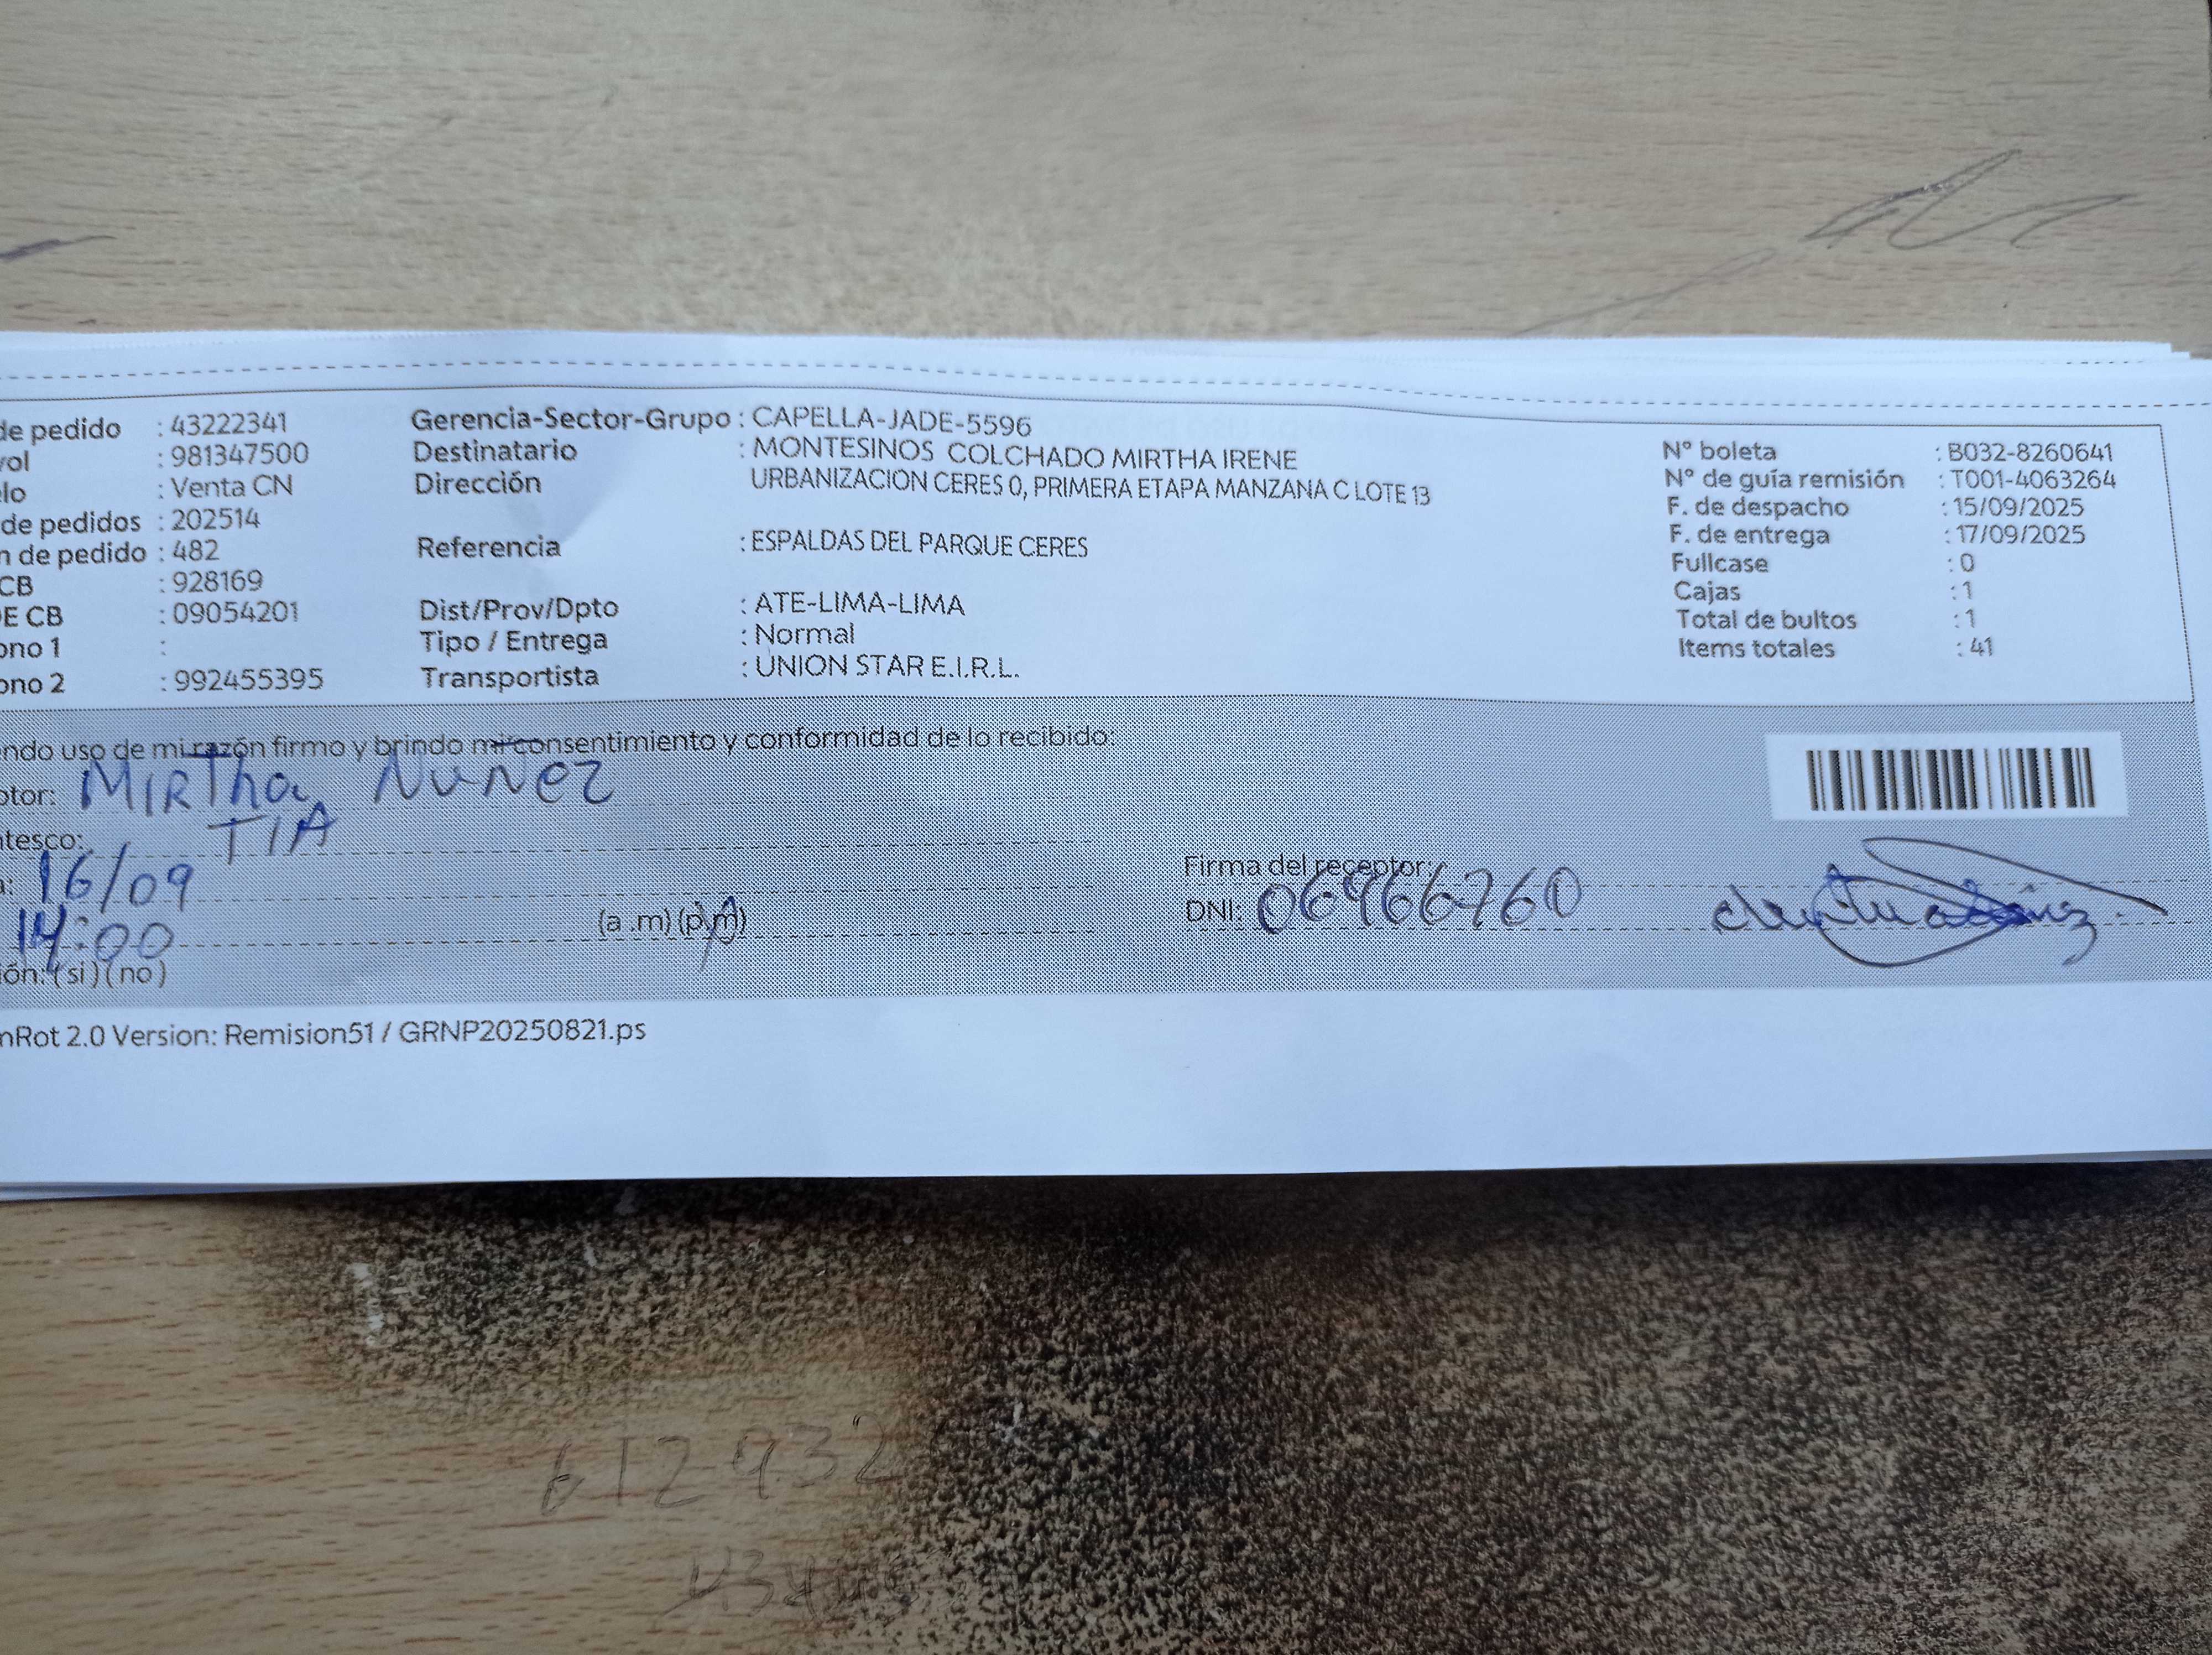 de pedido : 43222341
vol : 981347500
elo : Venta CN
de pedidos : 202514
n de pedido : 482
CB : 928169
DE CB : 09054201
ono 1 :
ono 2 : 992455395
Gerencia-Sector-Grupo : CAPELLA-JADE-5596
Destinatario : MONTESINOS COLCHADO MIRTHA IRENE
Dirección URBANIZACION CERES 0, PRIMERA ETAPA MANZANA C LOTE 13
Referencia : ESPALDAS DEL PARQUE CERES
Dist/Prov/Dpto : ATE-LIMA-LIMA
Tipo / Entrega : Normal
Transportista : UNION STAR E.I.R.L.
N° boleta : B032-8260641
N° de guía remisión : T001-4063264
F. de despacho : 15/09/2025
F. de entrega : 17/09/2025
Fullcase : 0
Cajas : 1
Total de bultos : 1
Items totales : 41
ndo uso de mi razón firmo y brindo mi consentimiento y conformidad de lo recibido:
ptor: MIRTha NUNEZ
ntesco: TIA
a: 16/09
14:00 (a .m) (p.m)
ión: (si) (no)
Firma del receptor:
DNI: 06966760
nRot 2.0 Version: Remision51 / GRNP20250821.ps
612932